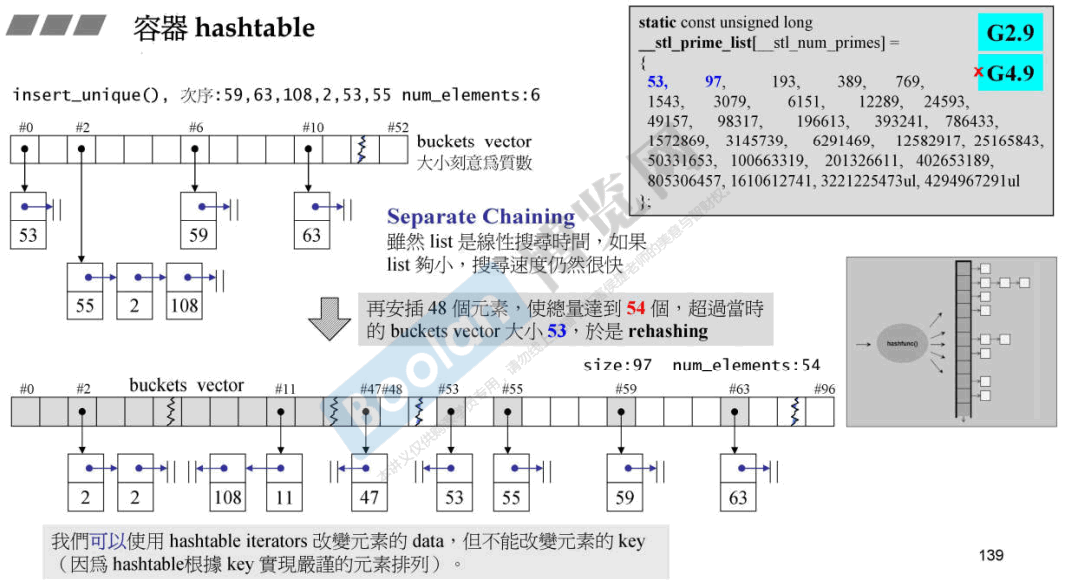 容器 hashtable
static const unsigned long
__stl_prime_list[__stl_num_primes] =
{
53, 97, 193, 389, 769,
1543, 3079, 6151, 12289, 24593,
49157, 98317, 196613, 393241, 786433,
1572869, 3145739, 6291469, 12582917, 25165843,
50331653, 100663319, 201326611, 402653189,
805306457, 1610612741, 3221225473ul, 4294967291ul
};
G2.9
× G4.9
insert_unique(), 次序:59,63,108,2,53,55 num_elements:6
#0 #2 #6 #10 #52
buckets vector
大小刻意爲質數
53 59 63
55 2 108
Separate Chaining
雖然 list 是線性搜尋時間，如果
list 夠小，搜尋速度仍然很快
再安插 48 個元素，使總量達到 54 個，超過當時
的 buckets vector 大小 53，於是 rehashing
hashfunc()
size:97 num_elements:54
buckets vector
#0 #2 #11 #47 #48 #53 #55 #59 #63 #96
2 2 108 11 47 53 55 59 63
我們可以使用 hashtable iterators 改變元素的 data，但不能改變元素的 key
（因爲 hashtable根據 key 實現嚴謹的元素排列）。
139
Boolan 博览网